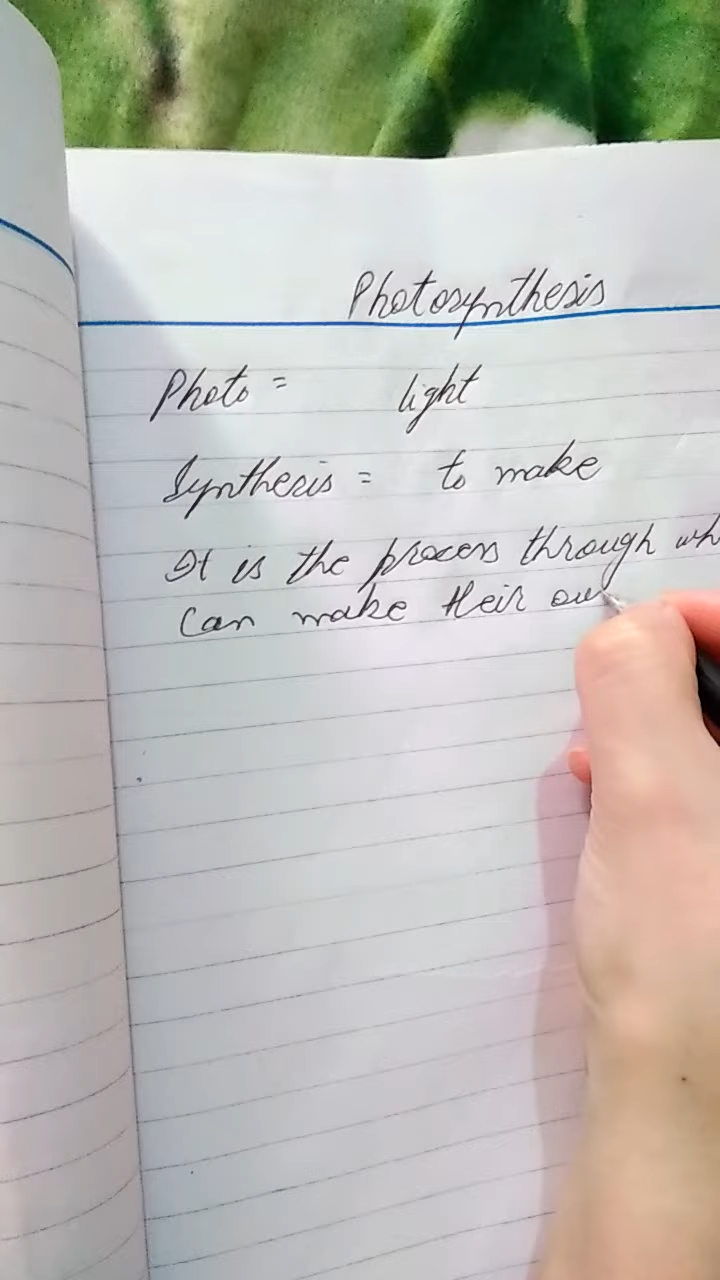 Photosynthesis
Photo = light
Synthesis = to make
It is the process through wh
Can make their ow